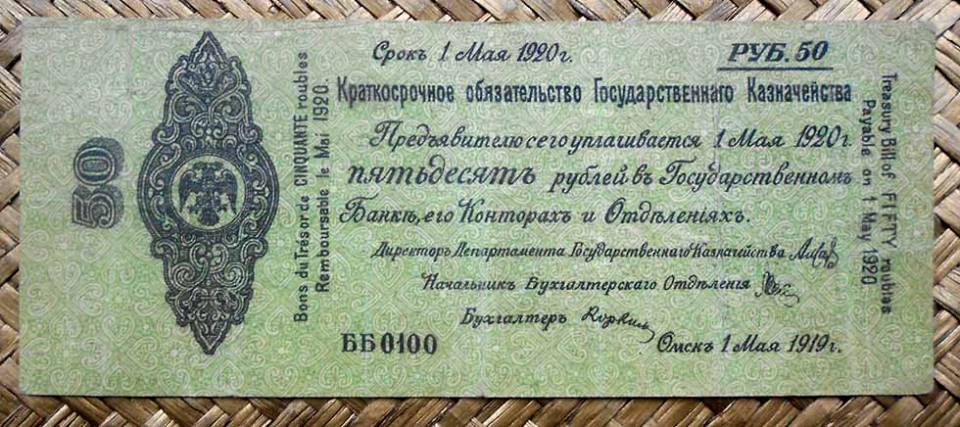 50
Bons du Trésor de CINQUANTE roubles
Remboursable le Mai 1920.
Срокъ 1 Мая 1920г.
РУБ. 50
Краткосрочное обязательство Государственнаго Казначейства
Предъявителю сего уплашвается 1 Мая 1920г.
пятьдесятъ рублей въ Государственномъ
Банкѣ, его Конторахъ и Отдѣленіяхъ.
Директоръ Департамента Государственнаго Казначейства
Начальникъ Бухгалтерскаго Отдѣленія
Бухгалтеръ
ББ 0100
Омскъ 1 Мая 1919г.
Treasury Bill of FIFTY roubles
Payable on 1 May 1920